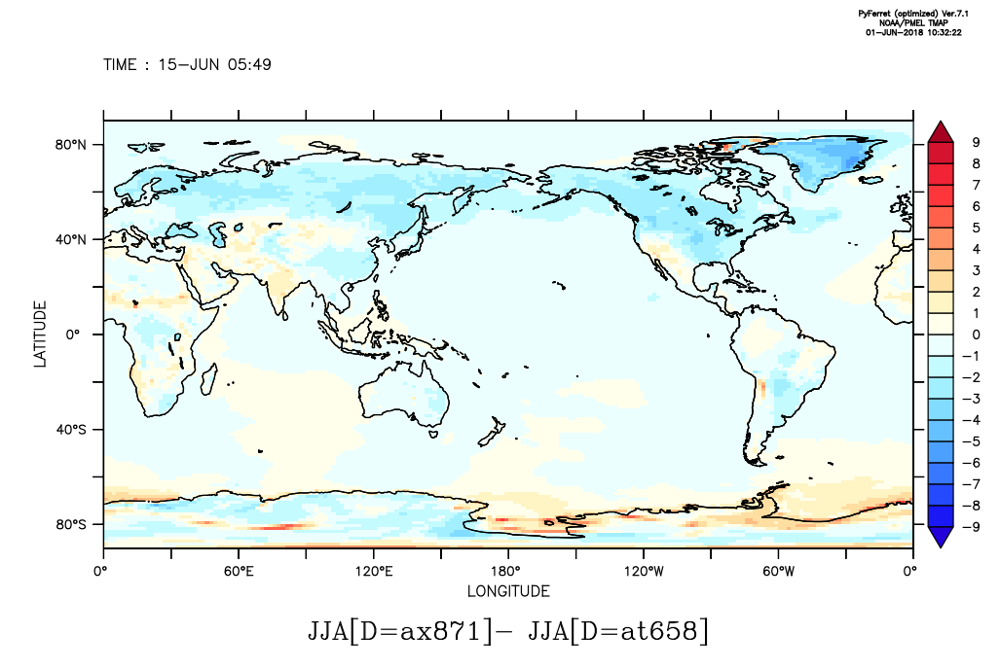 PyFerret (optimized) Ver.7.1
NOAA/PMEL TMAP
01-JUN-2018 10:32:22
TIME : 15-JUN 05:49
80°N
40°N
0°
40°S
80°S
LATITUDE
0°
60°E
120°E
180°
120°W
60°W
0°
LONGITUDE
9
8
7
6
5
4
3
2
1
0
-1
-2
-3
-4
-5
-6
-7
-8
-9
JJA[D=ax871]- JJA[D=at658]